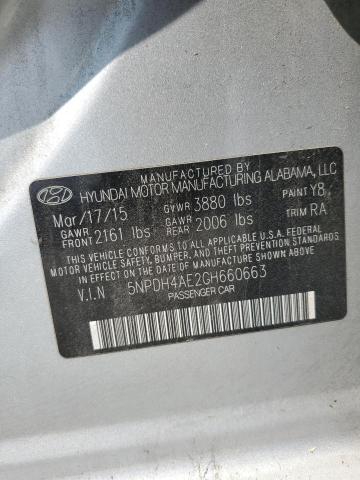 MANUFACTURED BY
HYUNDAI MOTOR MANUFACTURING ALABAMA, LLC
Mar/17/15 GVWR 3880 lbs PAINT Y8
GAWR FRONT 2161 lbs GAWR REAR 2006 lbs TRIM RA
THIS VEHICLE CONFORMS TO ALL APPLICABLE U.S.A. FEDERAL
MOTOR VEHICLE SAFETY, BUMPER, AND THEFT PREVENTION
STANDARDS IN EFFECT ON THE DATE OF MANUFACTURE SHOWN ABOVE.
V.I.N 5NPDH4AE2GH660663
PASSENGER CAR